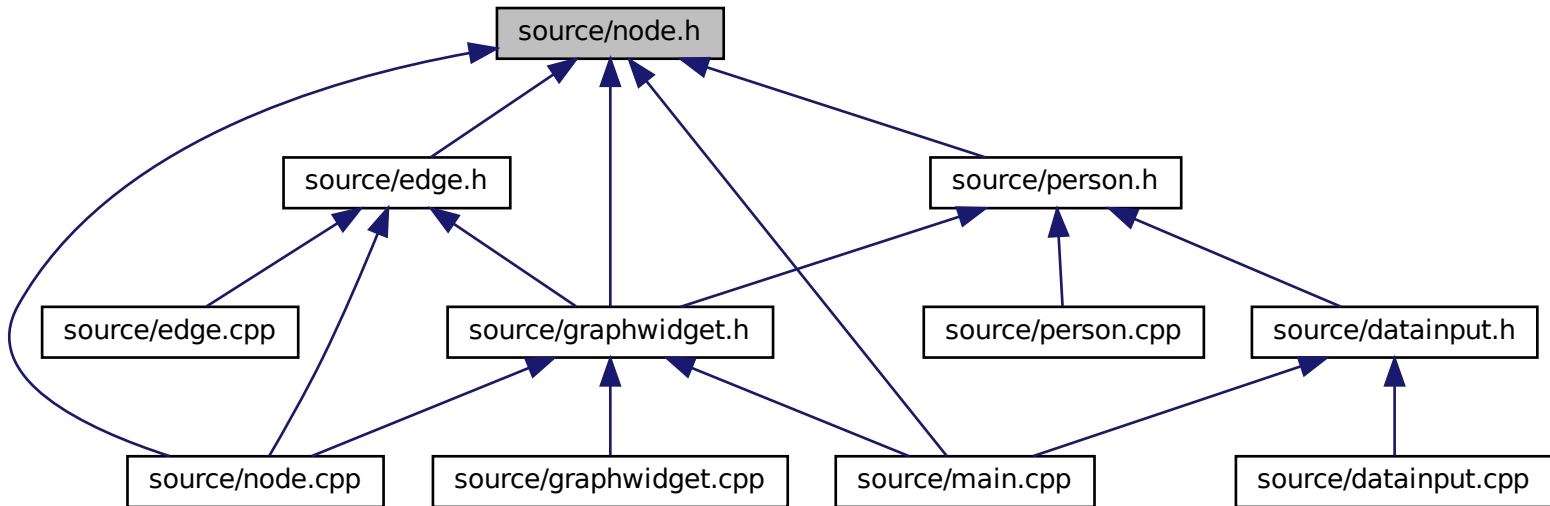 source/node.h
source/edge.h
source/person.h
source/edge.cpp
source/graphwidget.h
source/person.cpp
source/datainput.h
source/node.cpp
source/graphwidget.cpp
source/main.cpp
source/datainput.cpp